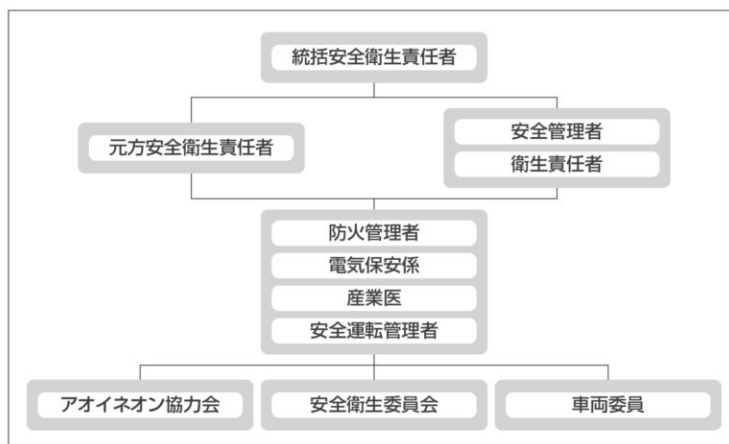 統括安全衛生責任者
元方安全衛生責任者
安全管理者
衛生責任者
防火管理者
電気保安係
産業医
安全運転管理者
アオイネオン協力会
安全衛生委員会
車両委員